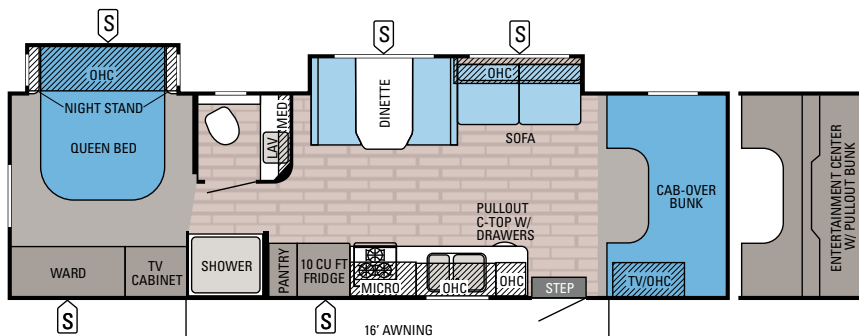 S
S
S
OHC
NIGHT STAND
QUEEN BED
MED
LAV
DINETTE
OHC
SOFA
CAB-OVER
BUNK
ENTERTAINMENT CENTER
W/ PULLOUT BUNK
PULLOUT
C-TOP W/
DRAWERS
WARD
TV
CABINET
SHOWER
PANTRY
10 CU FT
FRIDGE
MICRO
OHC
OHC
STEP
TV/OHC
S
S
16' AWNING